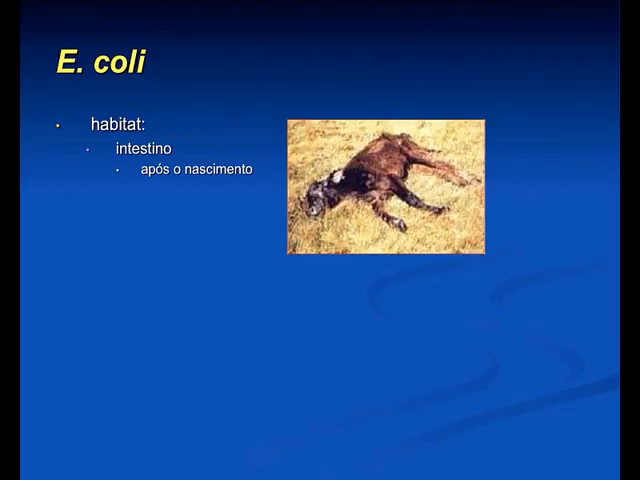 E. coli
habitat:
intestino
após o nascimento